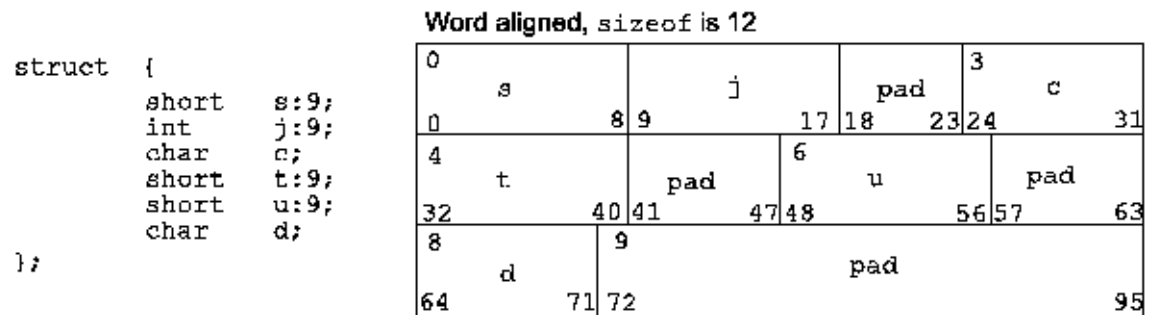 Word aligned, sizeof is 12
struct {
short s:9;
int j:9;
char c;
short t:9;
short u:9;
char d;
};
0 3
s j pad c
0 8 9 17 18 23 24 31
4 6
t pad u pad
32 40 41 47 48 56 57 63
8 9
d pad
64 71 72 95